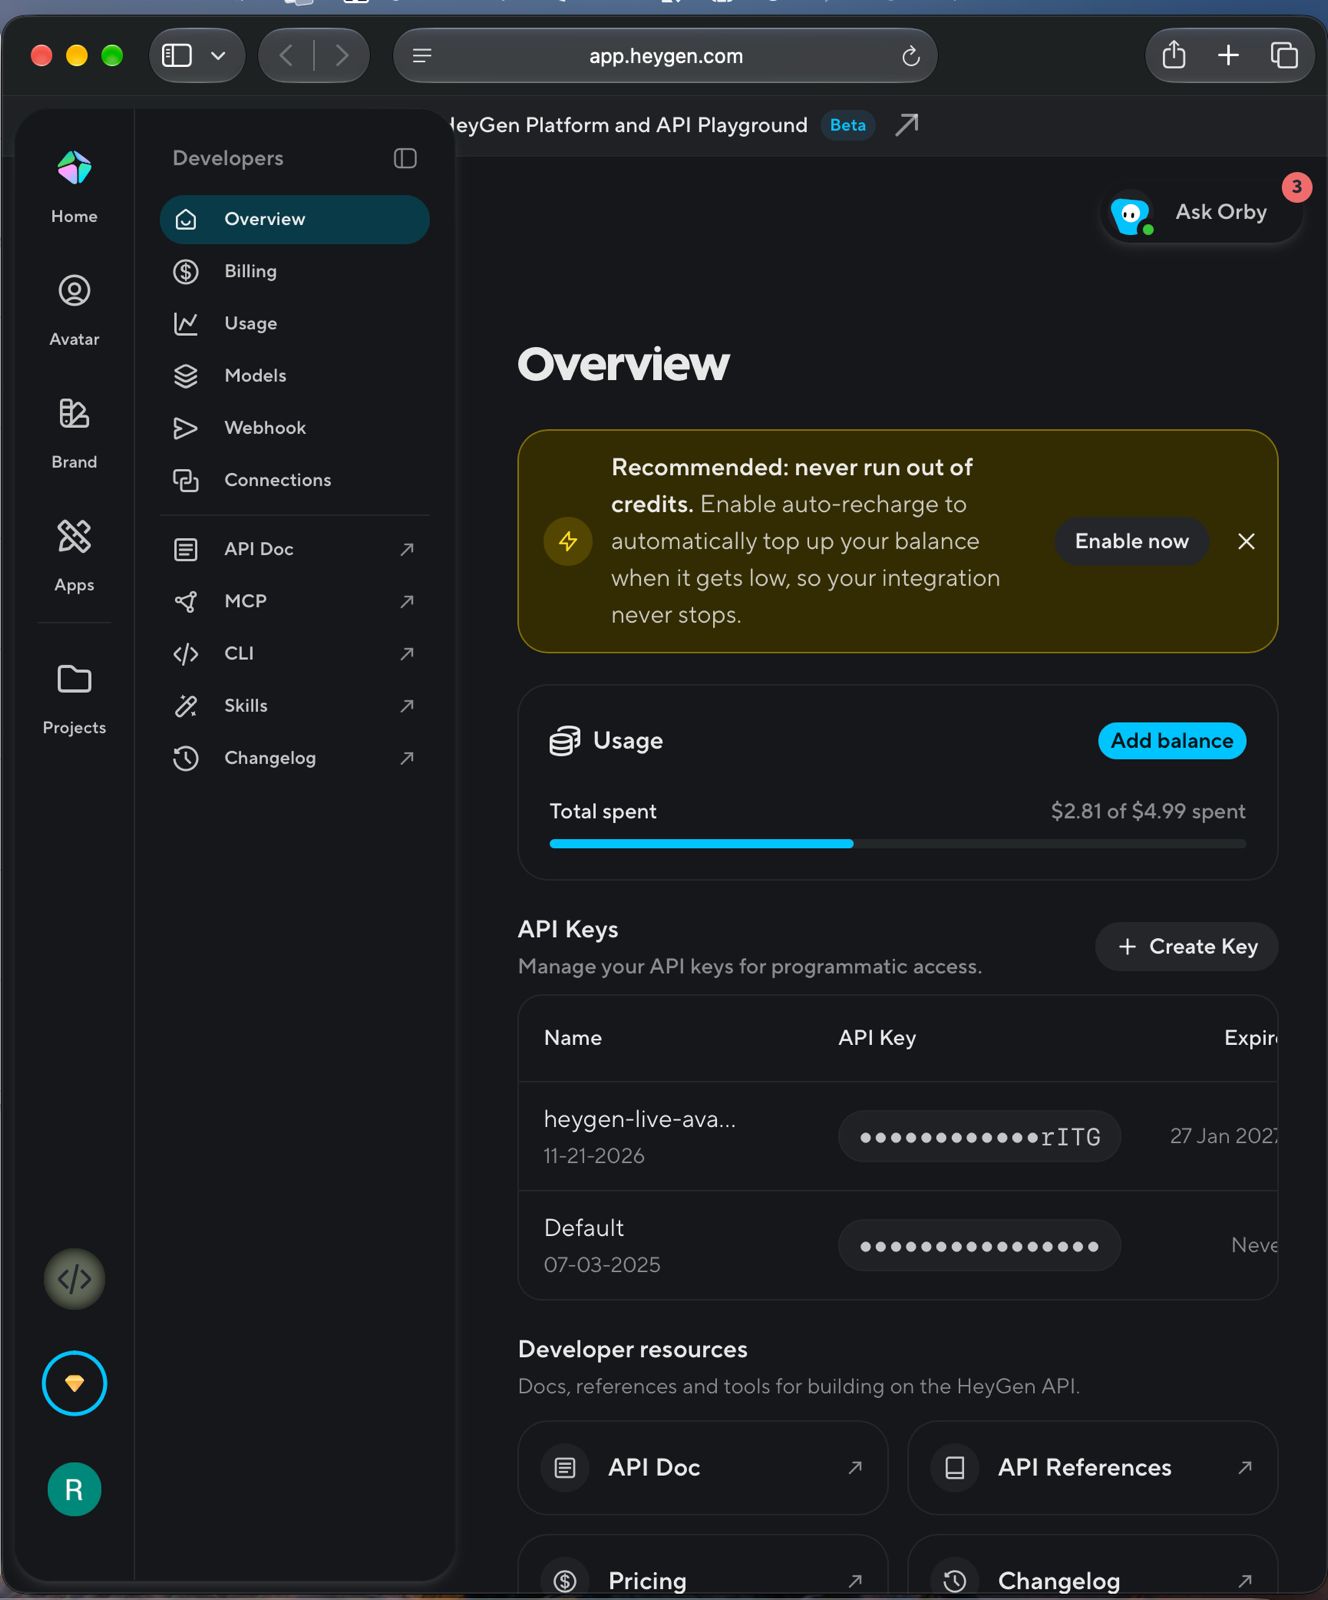 app.heygen.com
HeyGen Platform and API Playground Beta
Home
Avatar
Brand
Apps
Projects
R
Developers
Overview
Billing
Usage
Models
Webhook
Connections
API Doc
MCP
CLI
Skills
Changelog
3
Ask Orby
Overview
Recommended: never run out of
credits. Enable auto-recharge to
automatically top up your balance
when it gets low, so your integration
never stops.
Enable now
Usage
Add balance
Total spent
$2.81 of $4.99 spent
API Keys
Manage your API keys for programmatic access.
+ Create Key
Name API Key Expir
heygen-live-ava...
11-21-2026
••••••••••••rITG
27 Jan 2027
Default
07-03-2025
••••••••••••••••
Neve
Developer resources
Docs, references and tools for building on the HeyGen API.
API Doc
API References
Pricing
Changelog